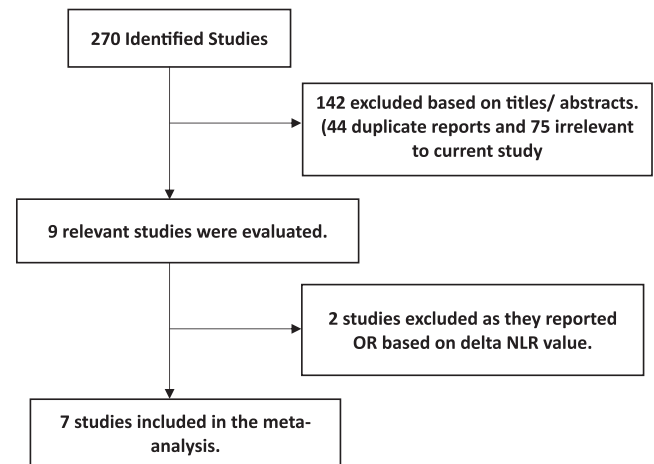 270 Identified Studies
142 excluded based on titles/ abstracts.
(44 duplicate reports and 75 irrelevant
to current study
9 relevant studies were evaluated.
2 studies excluded as they reported
OR based on delta NLR value.
7 studies included in the meta-
analysis.